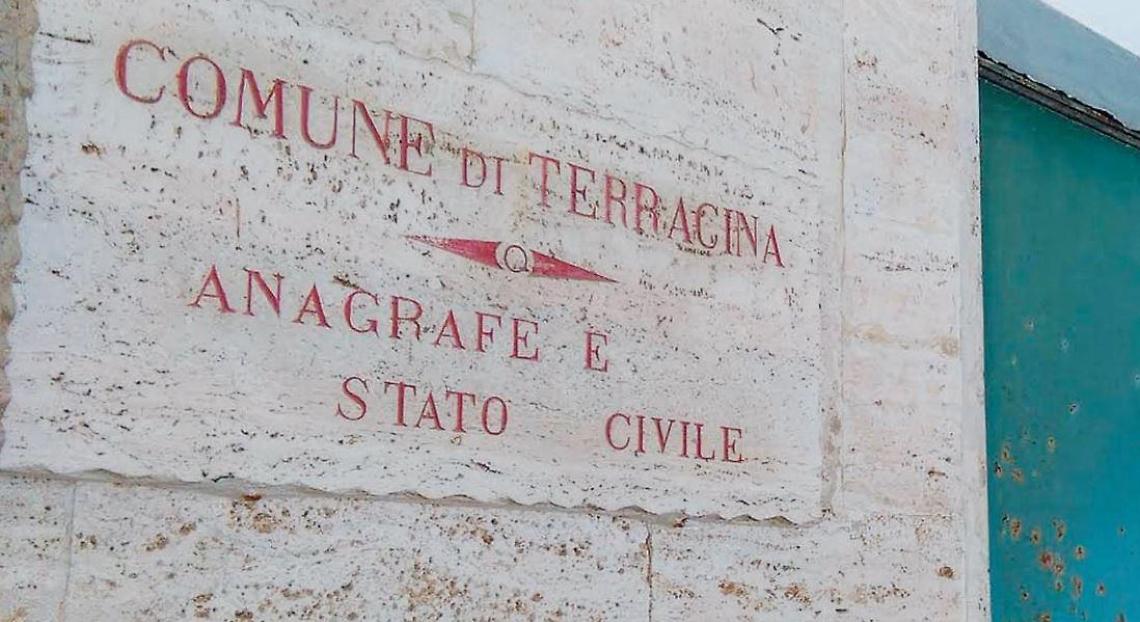 COMUNE DI TERRACINA
ANAGRAFE E
STATO CIVILE